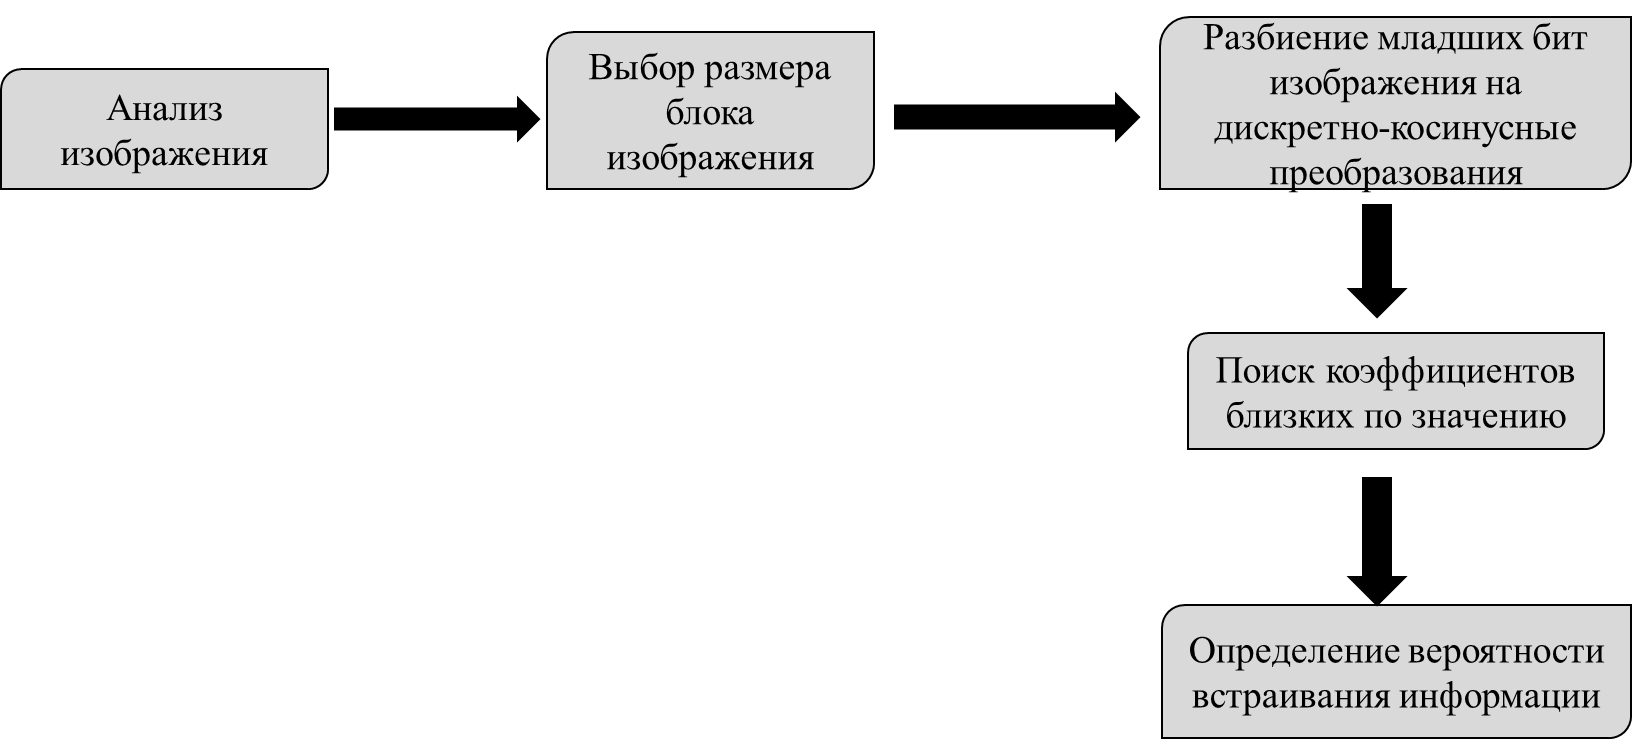 Анализ
изображения
Выбор размера
блока
изображения
Разбиение младших бит
изображения на
дискретно-косинусные
преобразования
Поиск коэффициентов
близких по значению
Определение вероятности
встраивания информации